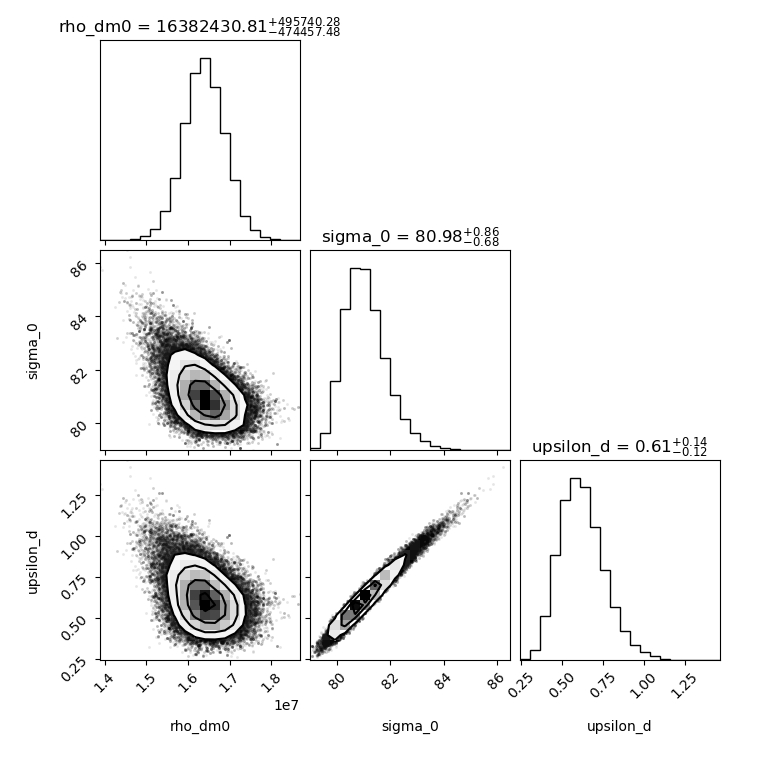 rho_dm0 = 16382430.81+495740.28
−474457.48
sigma_0 = 80.98+0.86
−0.68
86
84
82
80
sigma_0
upsilon_d = 0.61+0.14
−0.12
1.25
1.00
0.75
0.50
0.25
upsilon_d
1.4 1.5 1.6 1.7 1.8
1e7
80 82 84 86
0.25 0.50 0.75 1.00 1.25
rho_dm0 sigma_0 upsilon_d